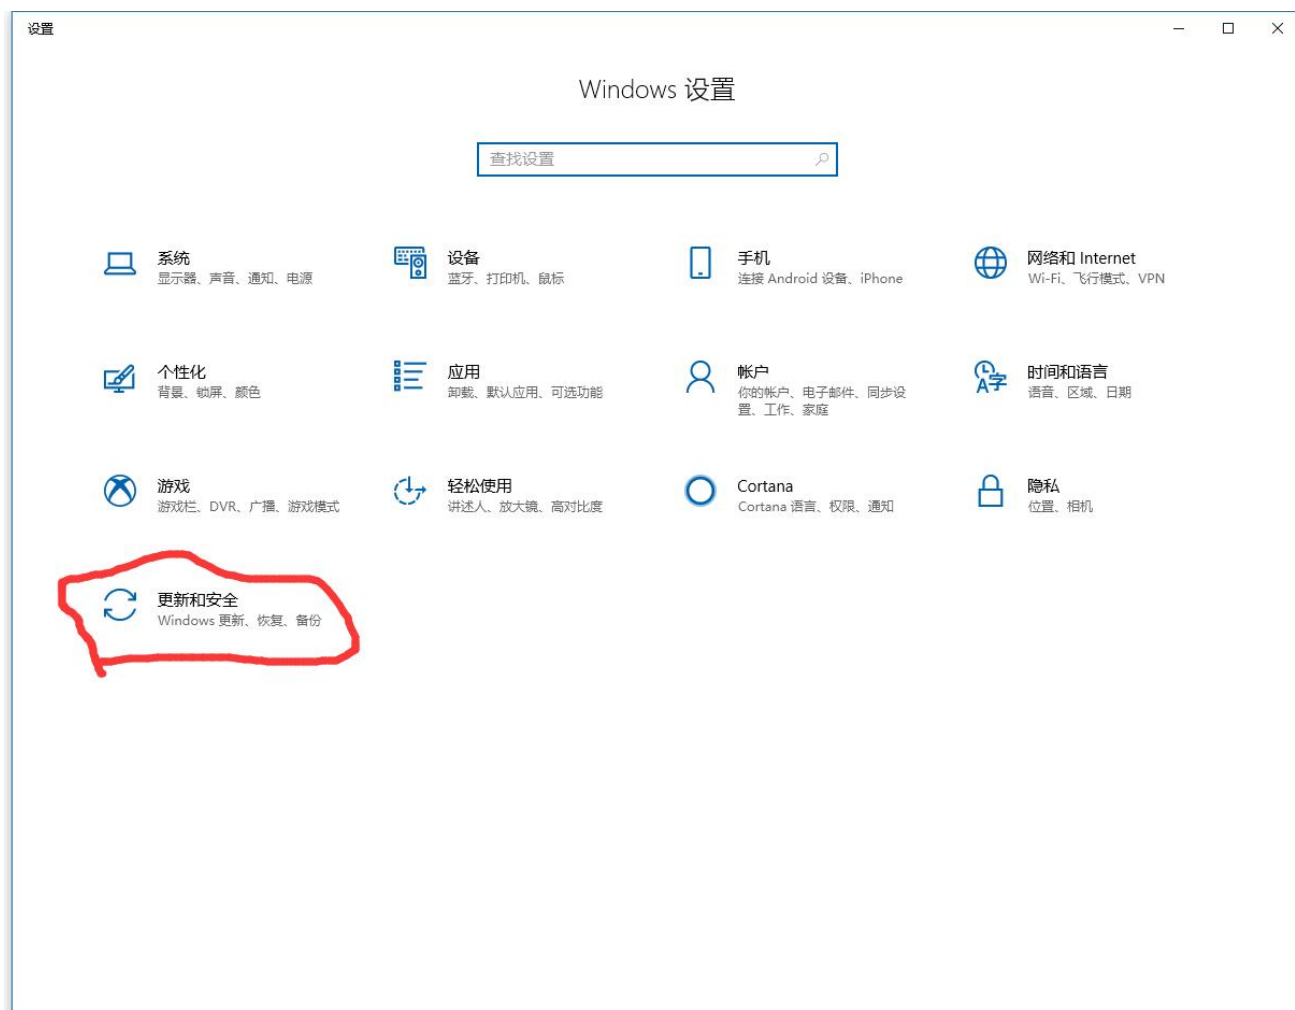 设置
Windows 设置
查找设置
系统
显示器、声音、通知、电源
设备
蓝牙、打印机、鼠标
手机
连接 Android 设备、iPhone
网络和 Internet
Wi-Fi、飞行模式、VPN
个性化
背景、锁屏、颜色
应用
卸载、默认应用、可选功能
帐户
你的帐户、电子邮件、同步设
置、工作、家庭
时间和语言
语音、区域、日期
游戏
游戏栏、DVR、广播、游戏模式
轻松使用
讲述人、放大镜、高对比度
Cortana
Cortana 语言、权限、通知
隐私
位置、相机
更新和安全
Windows 更新、恢复、备份